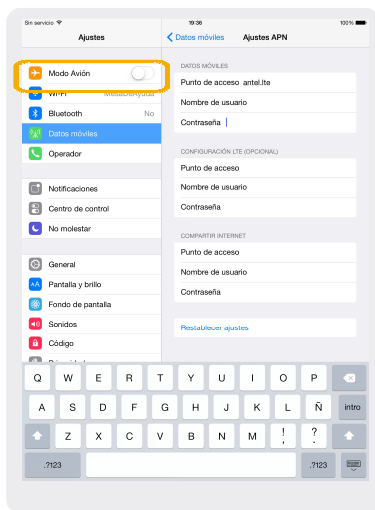 Sin servicio
19:36
100%
Ajustes
Datos móviles
Ajustes APN
Modo Avión
Wi-Fi
Bluetooth
No
Datos móviles
Operador
Notificaciones
Centro de control
No molestar
General
Pantalla y brillo
AA
Fondo de pantalla
Sonidos
Código
DATOS MÓVILES
Punto de acceso antel.lte
Nombre de usuario
Contraseña
CONFIGURACIÓN LTE (OPCIONAL)
Punto de acceso
Nombre de usuario
Contraseña
COMPARTIR INTERNET
Punto de acceso
Nombre de usuario
Contraseña
Restablecer ajustes
Q W E R T Y U I O P
A S D F G H J K L Ñ intro
Z X C V B N M ! , ? .
.?123 .?123